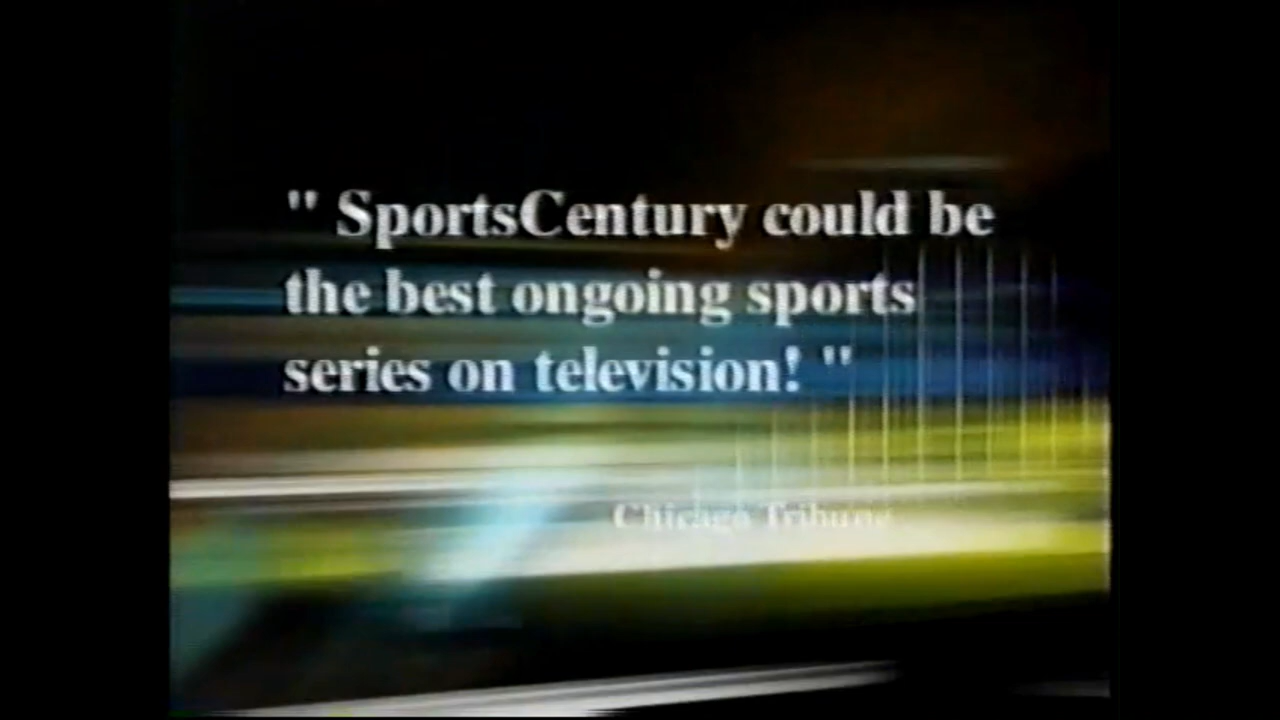 " SportsCentury could be
the best ongoing sports
series on television! "
Chicago Tribune